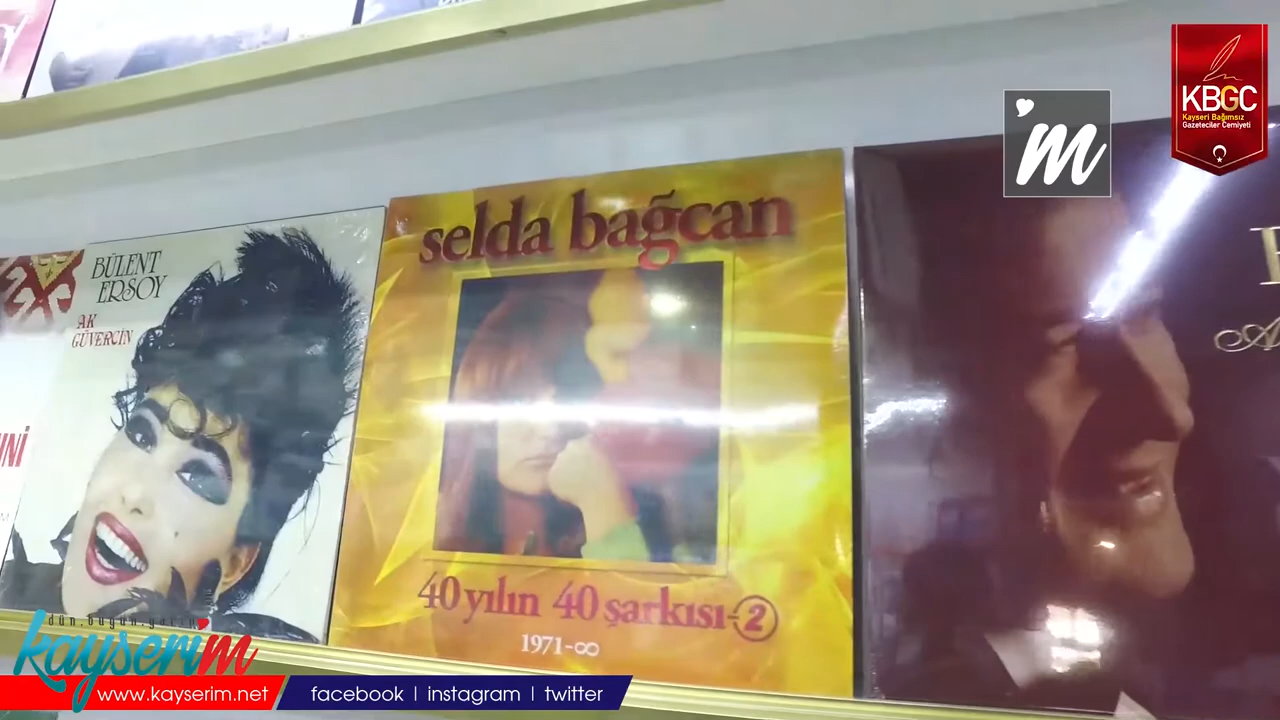 BÜLENT
ERSOY
AK
GÜVERCİN
selda bağcan
40 yılın 40 şarkısı-2
1971-∞
'm
KBGC
Kayseri Bağımsız
Gazeteciler Cemiyeti
dün.bugün.yarın
kayserim
www.kayserim.net
facebook | instagram | twitter